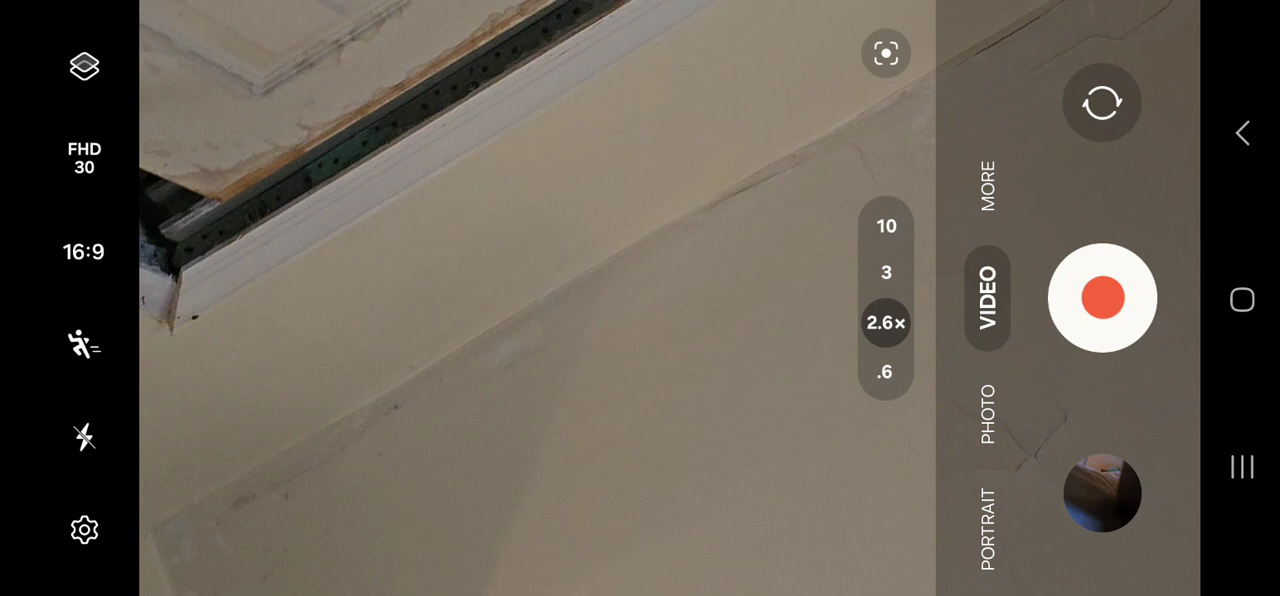 FHD
30
16:9
10
3
2.6×
.6
MORE
VIDEO
PHOTO
PORTRAIT